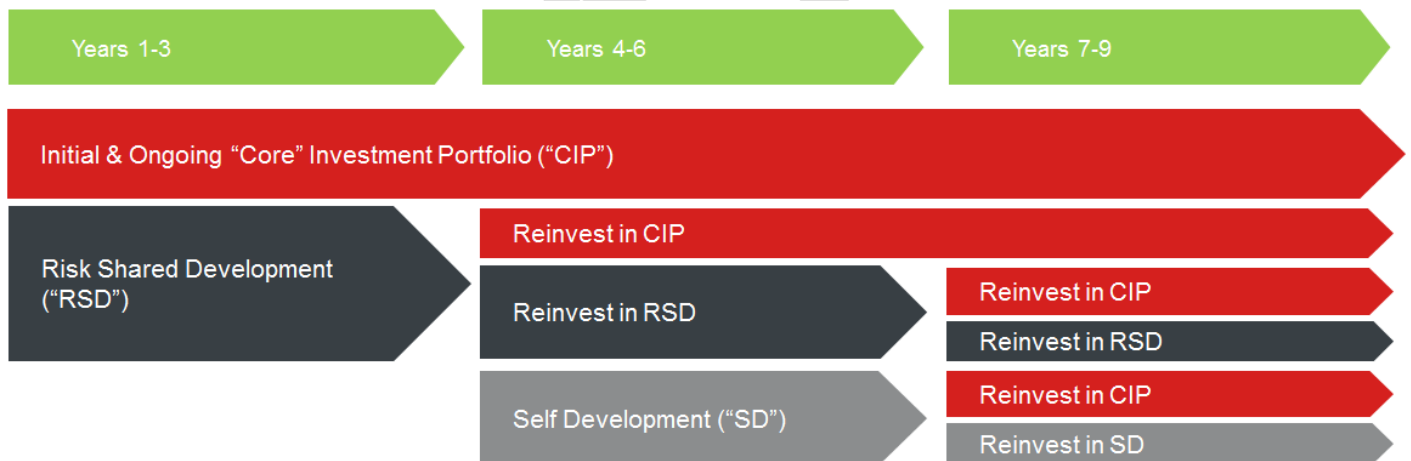 Years 1-3
Years 4-6
Years 7-9
Initial & Ongoing “Core” Investment Portfolio (“CIP”)
Risk Shared Development
(“RSD”)
Reinvest in CIP
Reinvest in RSD
Self Development (“SD”)
Reinvest in CIP
Reinvest in RSD
Reinvest in CIP
Reinvest in SD